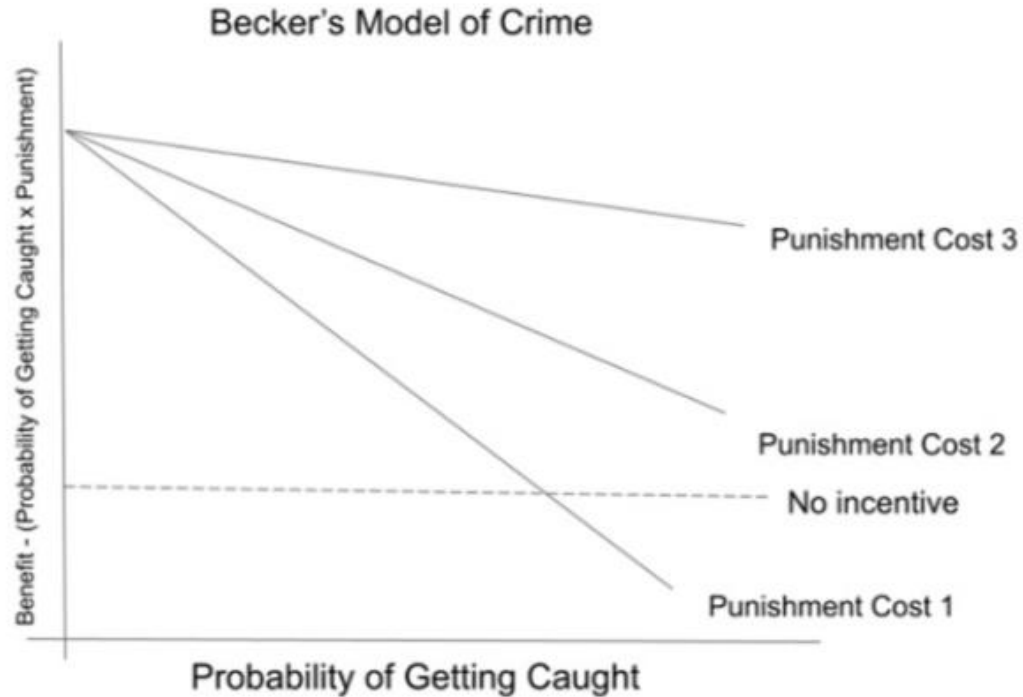 Becker's Model of Crime
Benefit - (Probability of Getting Caught x Punishment)
Punishment Cost 3
Punishment Cost 2
No incentive
Punishment Cost 1
Probability of Getting Caught